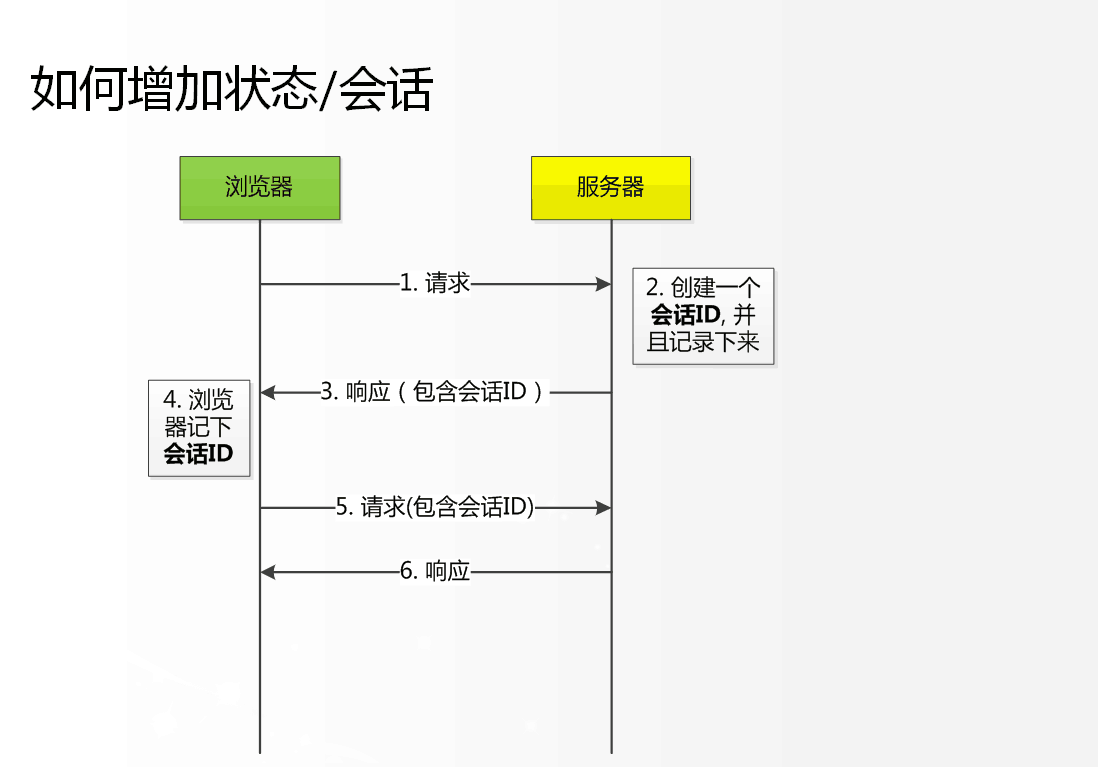 如何增加状态/会话
浏览器
服务器
1. 请求
2. 创建一个
会话ID, 并
且记录下来
3. 响应（包含会话ID）
4. 浏览
器记下
会话ID
5. 请求(包含会话ID)
6. 响应